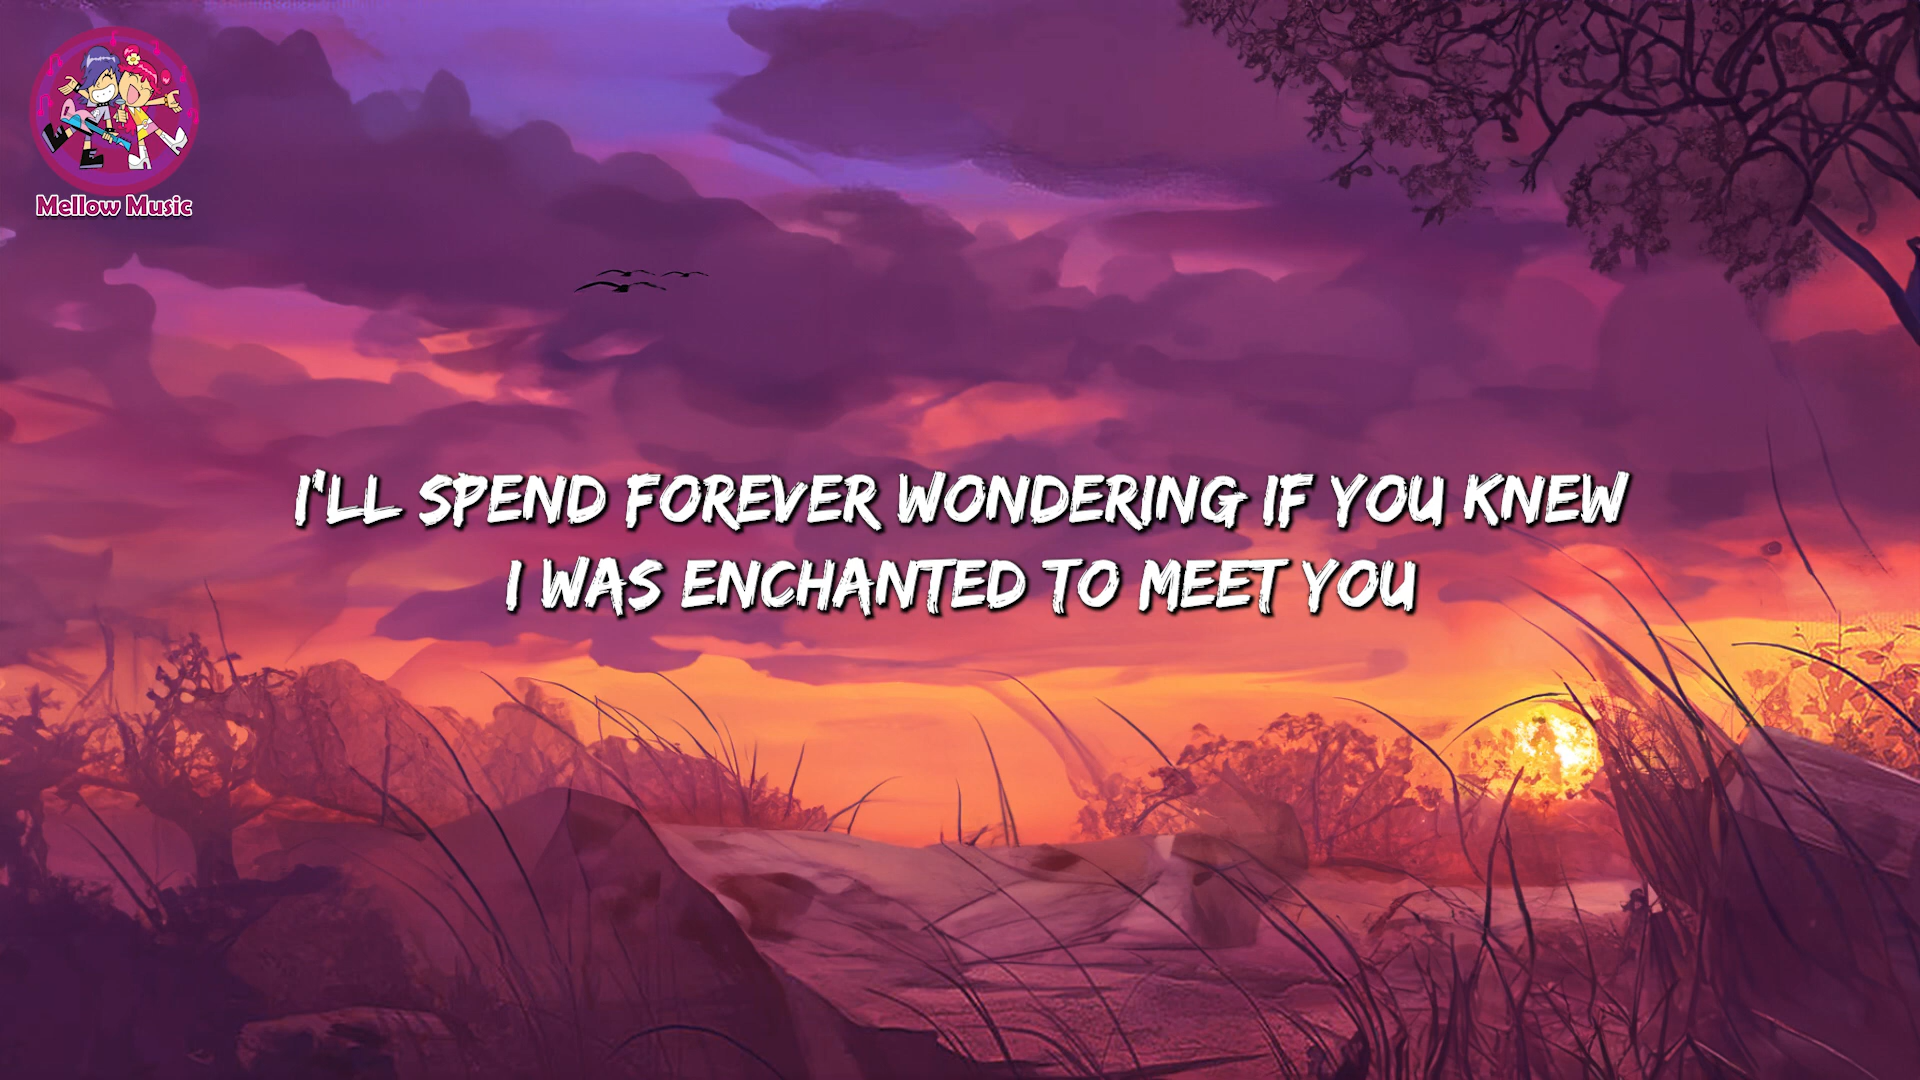 Mellow Music
I'LL SPEND FOREVER WONDERING IF YOU KNEW
I WAS ENCHANTED TO MEET YOU